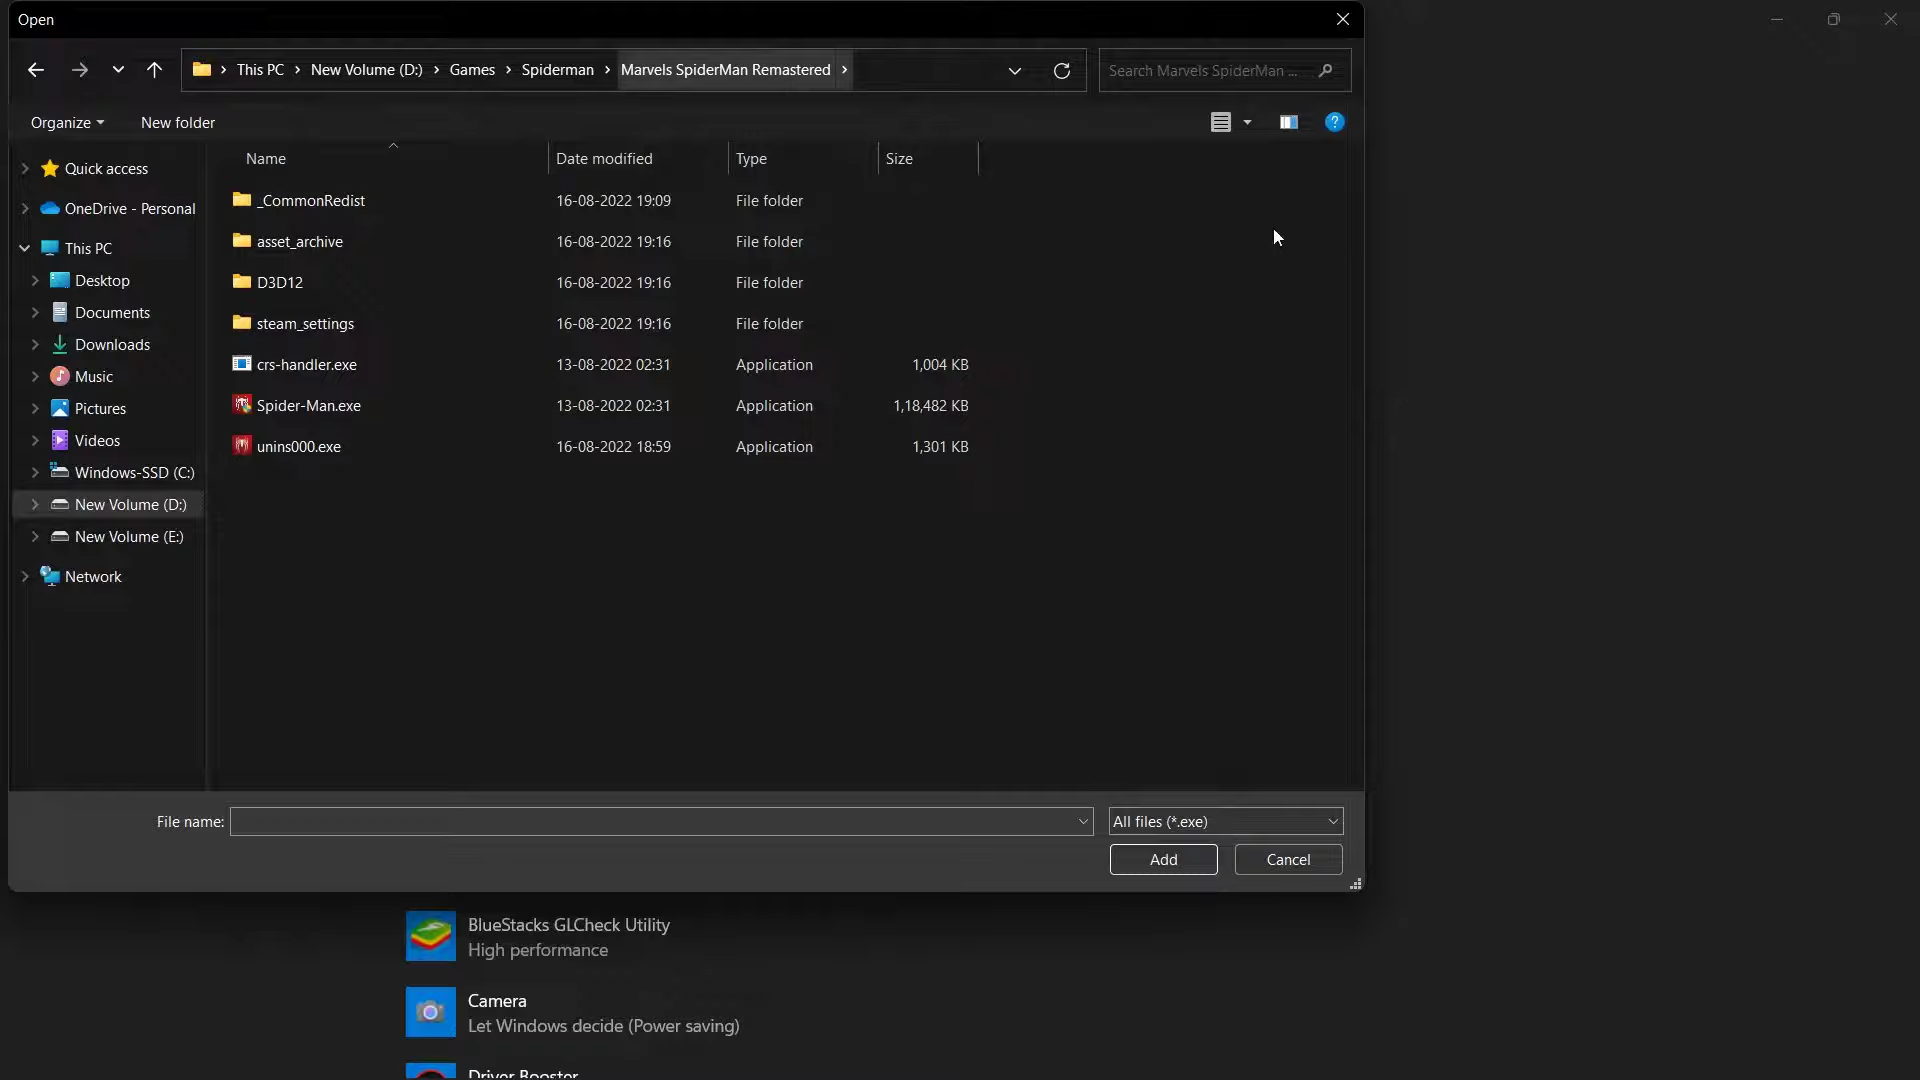 Open
This PC
New Volume (D:)
Games
Spiderman
Marvels SpiderMan Remastered
Search Marvels SpiderMan ...
Organize
New folder
Name
Date modified
Type
Size
Quick access
OneDrive - Personal
This PC
Desktop
Documents
Downloads
Music
Pictures
Videos
Windows-SSD (C:)
New Volume (D:)
New Volume (E:)
Network
_CommonRedist 16-08-2022 19:09 File folder
asset_archive 16-08-2022 19:16 File folder
D3D12 16-08-2022 19:16 File folder
steam_settings 16-08-2022 19:16 File folder
crs-handler.exe 13-08-2022 02:31 Application 1,004 KB
Spider-Man.exe 13-08-2022 02:31 Application 1,18,482 KB
unins000.exe 16-08-2022 18:59 Application 1,301 KB
File name:
All files (*.exe)
Add
Cancel
BlueStacks GLCheck Utility
High performance
Camera
Let Windows decide (Power saving)
Driver Booster